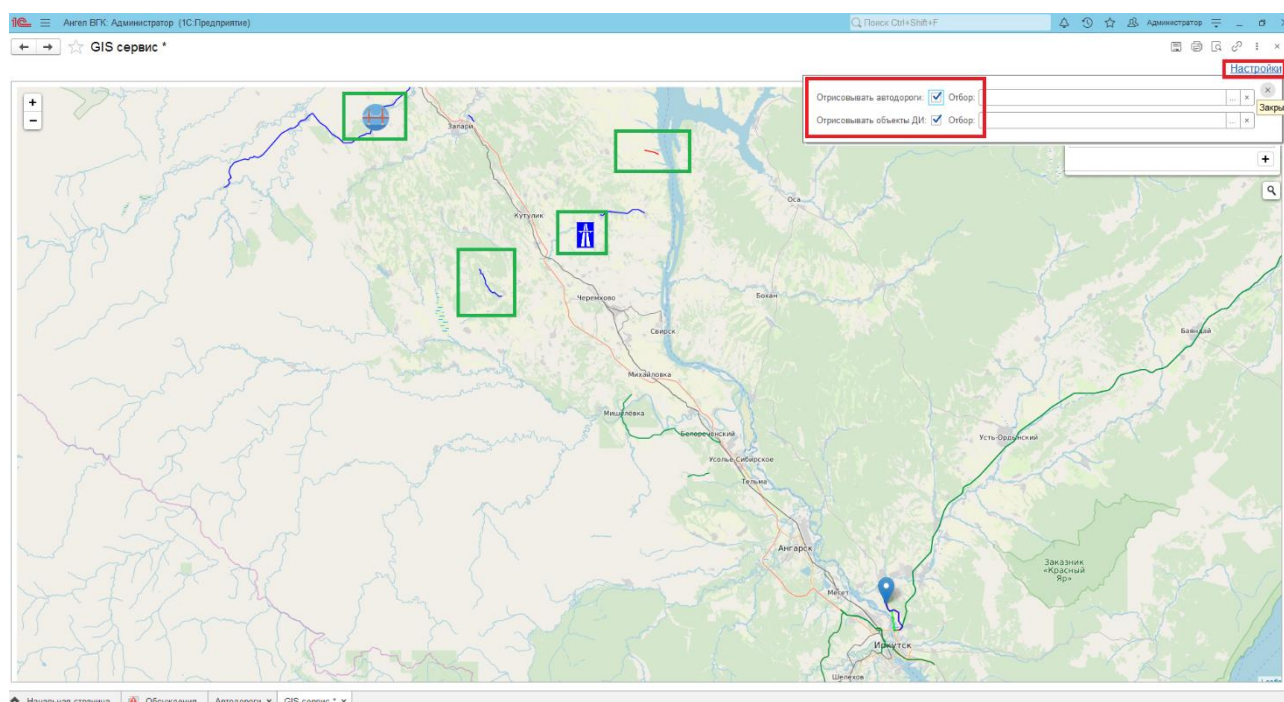 1С Ангел ВГК: Администратор (1С:Предприятие)
Поиск Ctrl+Shift+F
Администратор
GIS сервис *
Настройки
Отрисовывать автодороги: Отбор:
Закры
Отрисовывать объекты ДИ: Отбор:
+
−
Залари
Оса
Кутулик
Черемхово
Бохан
Свирск
Баяндай
Михайловка
Мишелёвка
Белореченский
Усть-Ордынский
Усолье-Сибирское
Тельма
Ангарск
Заказник
«Красный
Яр»
Мегет
Иркутск
Шелехов
Leafle
Начальная страница
Обсуждения
Автодороги ×
GIS сервис * ×